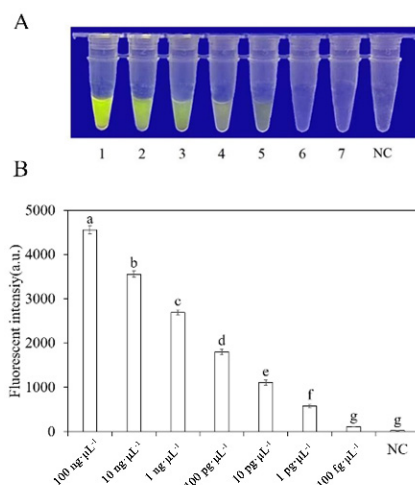 A
1 2 3 4 5 6 7 NC
B
Fluorescent intensiy(a.u.)
5000
4000
3000
2000
1000
0
a
b
c
d
e
f
g
g
100 ng·μL⁻¹ 10 ng·μL⁻¹ 1 ng·μL⁻¹ 100 pg·μL⁻¹ 10 pg·μL⁻¹ 1 pg·μL⁻¹ 100 fg·μL⁻¹ NC